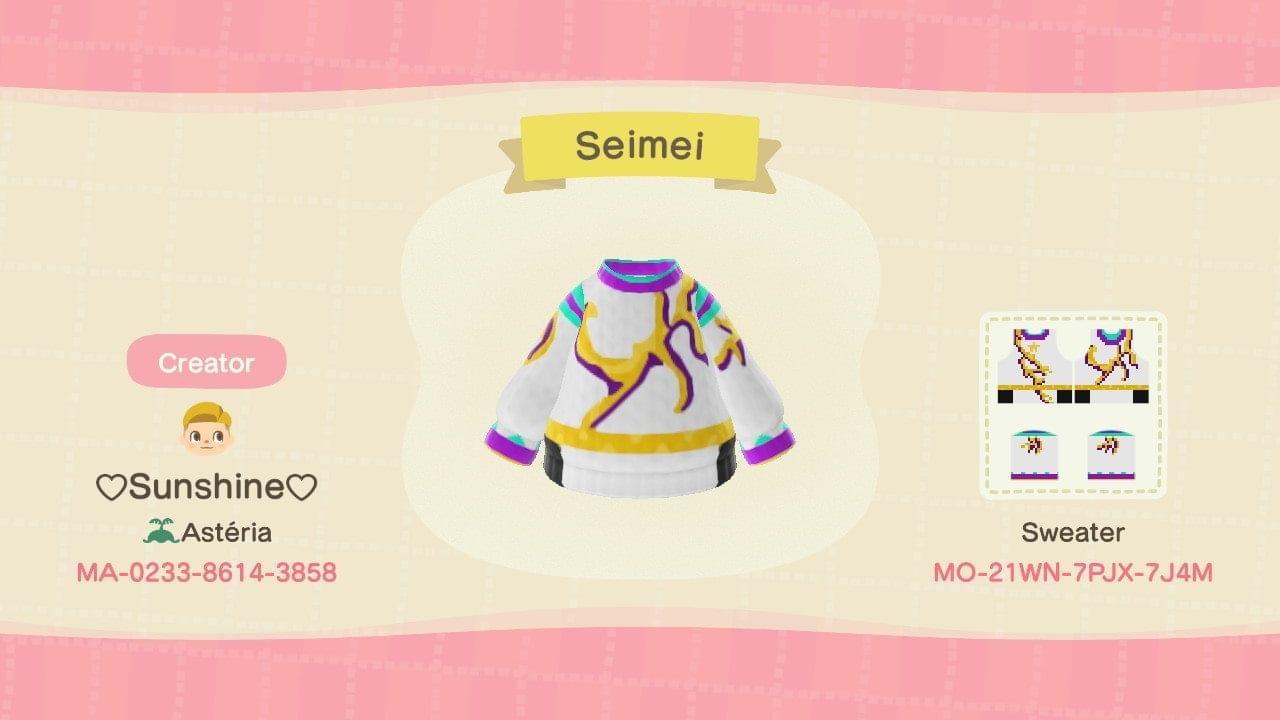 Seimei
Creator
♡Sunshine♡
Astéria
MA-0233-8614-3858
Sweater
MO-21WN-7PJX-7J4M